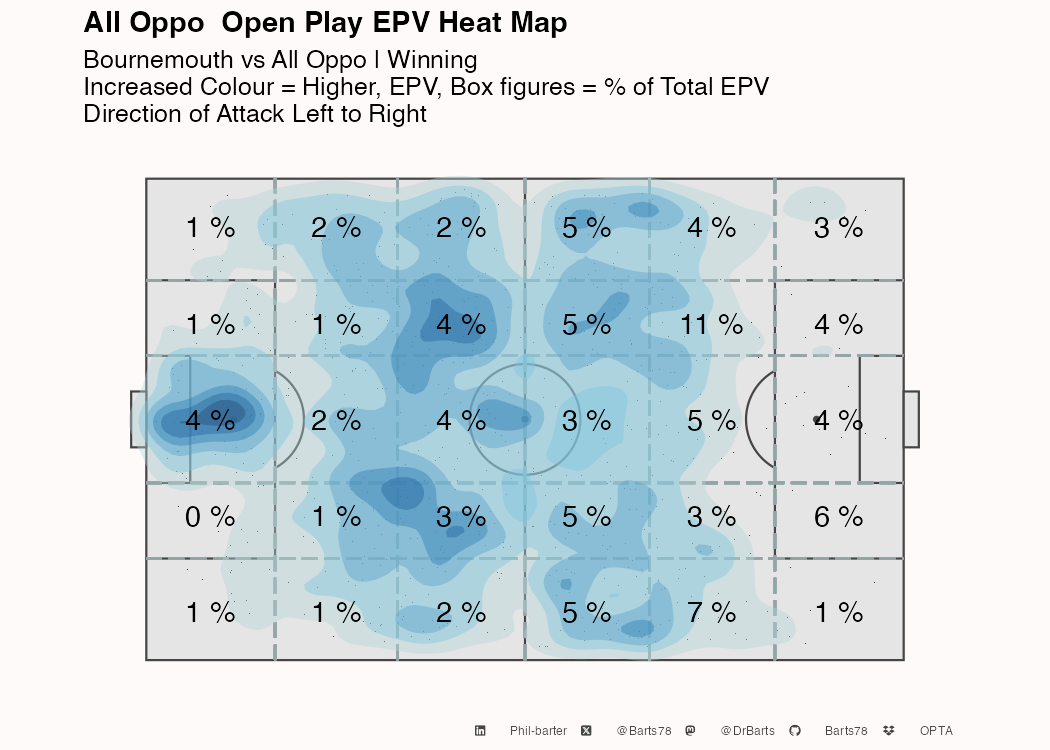 All Oppo  Open Play EPV Heat Map
Bournemouth vs All Oppo | Winning
Increased Colour = Higher, EPV, Box figures = % of Total EPV
Direction of Attack Left to Right
1 % 2 % 2 % 5 % 4 % 3 %
1 % 1 % 4 % 5 % 11 % 4 %
4 % 2 % 4 % 3 % 5 % 4 %
0 % 1 % 3 % 5 % 3 % 6 %
1 % 1 % 2 % 5 % 7 % 1 %
Phil-barter @Barts78 @DrBarts Barts78 OPTA